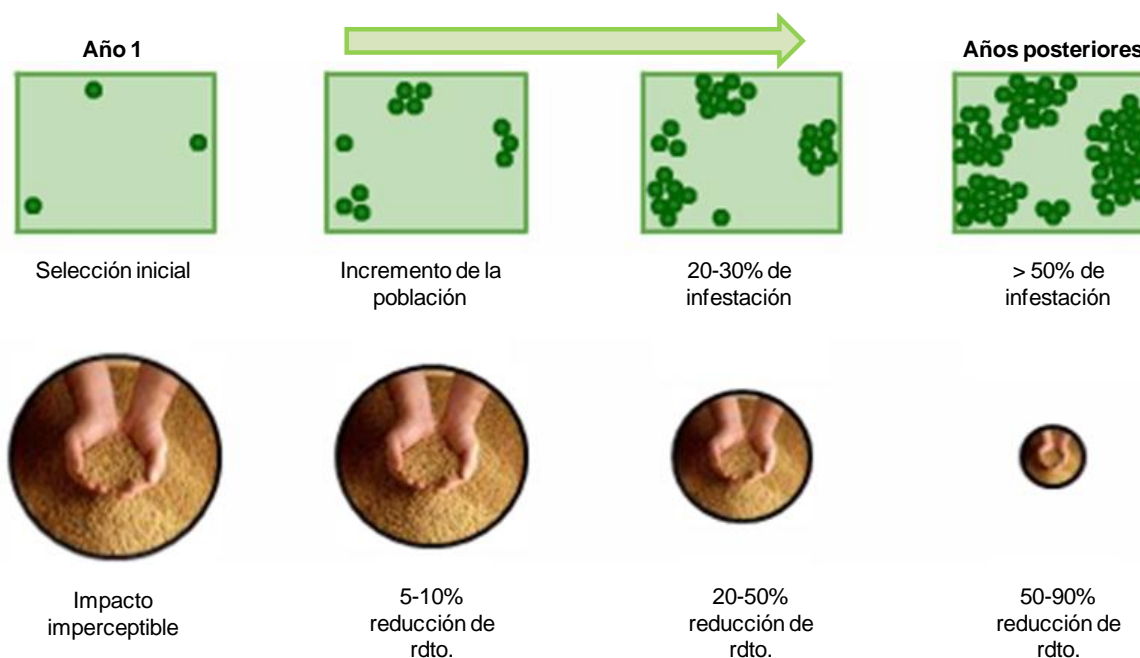 Año 1
Años posteriores
Selección inicial
Incremento de la
población
20-30% de
infestación
> 50% de
infestación
Impacto
imperceptible
5-10%
reducción de
rdto.
20-50%
reducción de
rdto.
50-90%
reducción de
rdto.